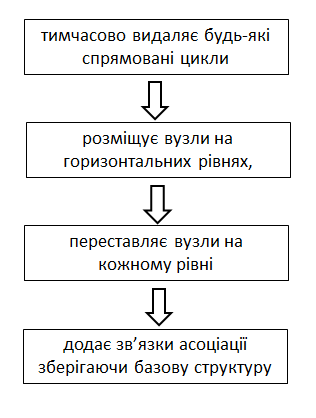 тимчасово видаляє будь-які
спрямовані цикли
розміщує вузли на
горизонтальних рівнях,
переставляє вузли на
кожному рівні
додає зв’язки асоціації
зберігаючи базову структуру